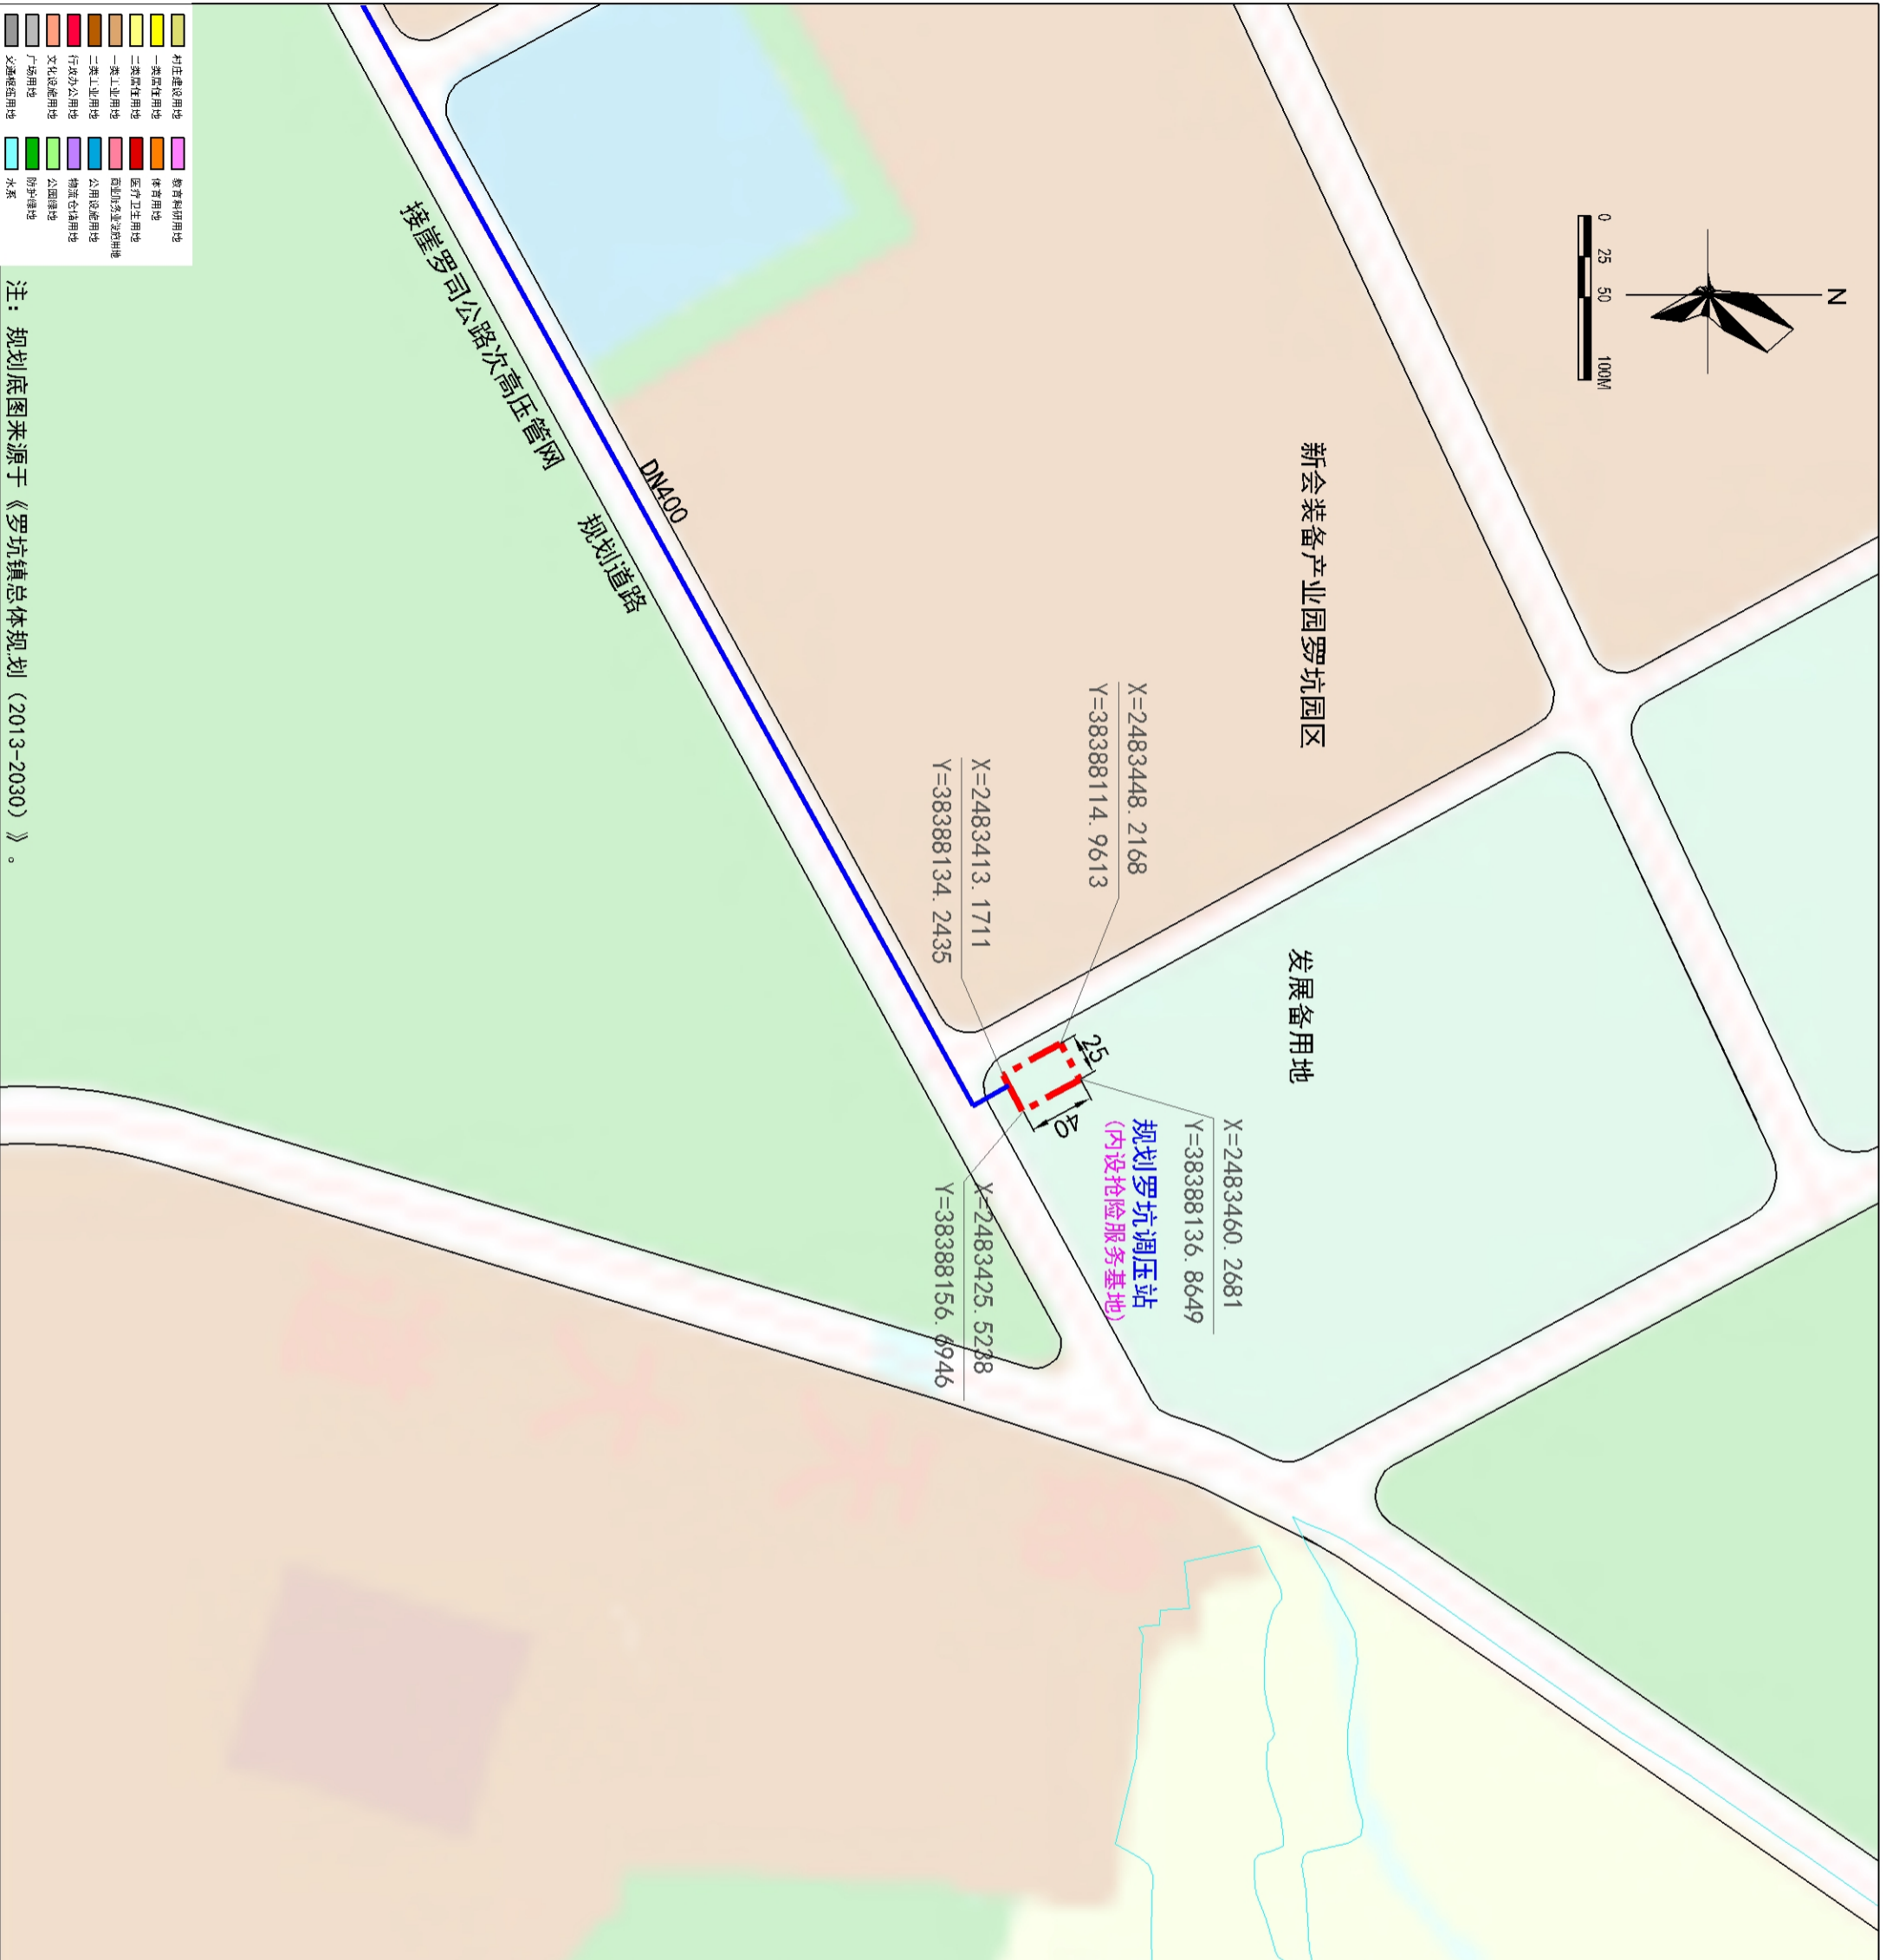 N
0 25 50 100M
新会装备产业园罗坑园区
发展备用地
X=2483448.2168
Y=38388114.9613
X=2483413.1711
Y=38388134.2435
X=2483460.2681
Y=38388136.8649
X=2483425.5238
Y=38388156.6946
25
40
规划罗坑调压站
(内设抢险服务基地)
DN400
规划道路
接崖罗司公路次高压管网
村庄建设用地 教育科研用地
一类居住用地 体育用地
二类居住用地 医疗卫生用地
一类工业用地 商业服务业设施用地
二类工业用地 公用设施用地
行政办公用地 物流仓储用地
文化设施用地 公园绿地
广场用地 防护绿地
交通枢纽用地 水系
注：规划底图来源于《罗坑镇总体规划（2013-2030）》。